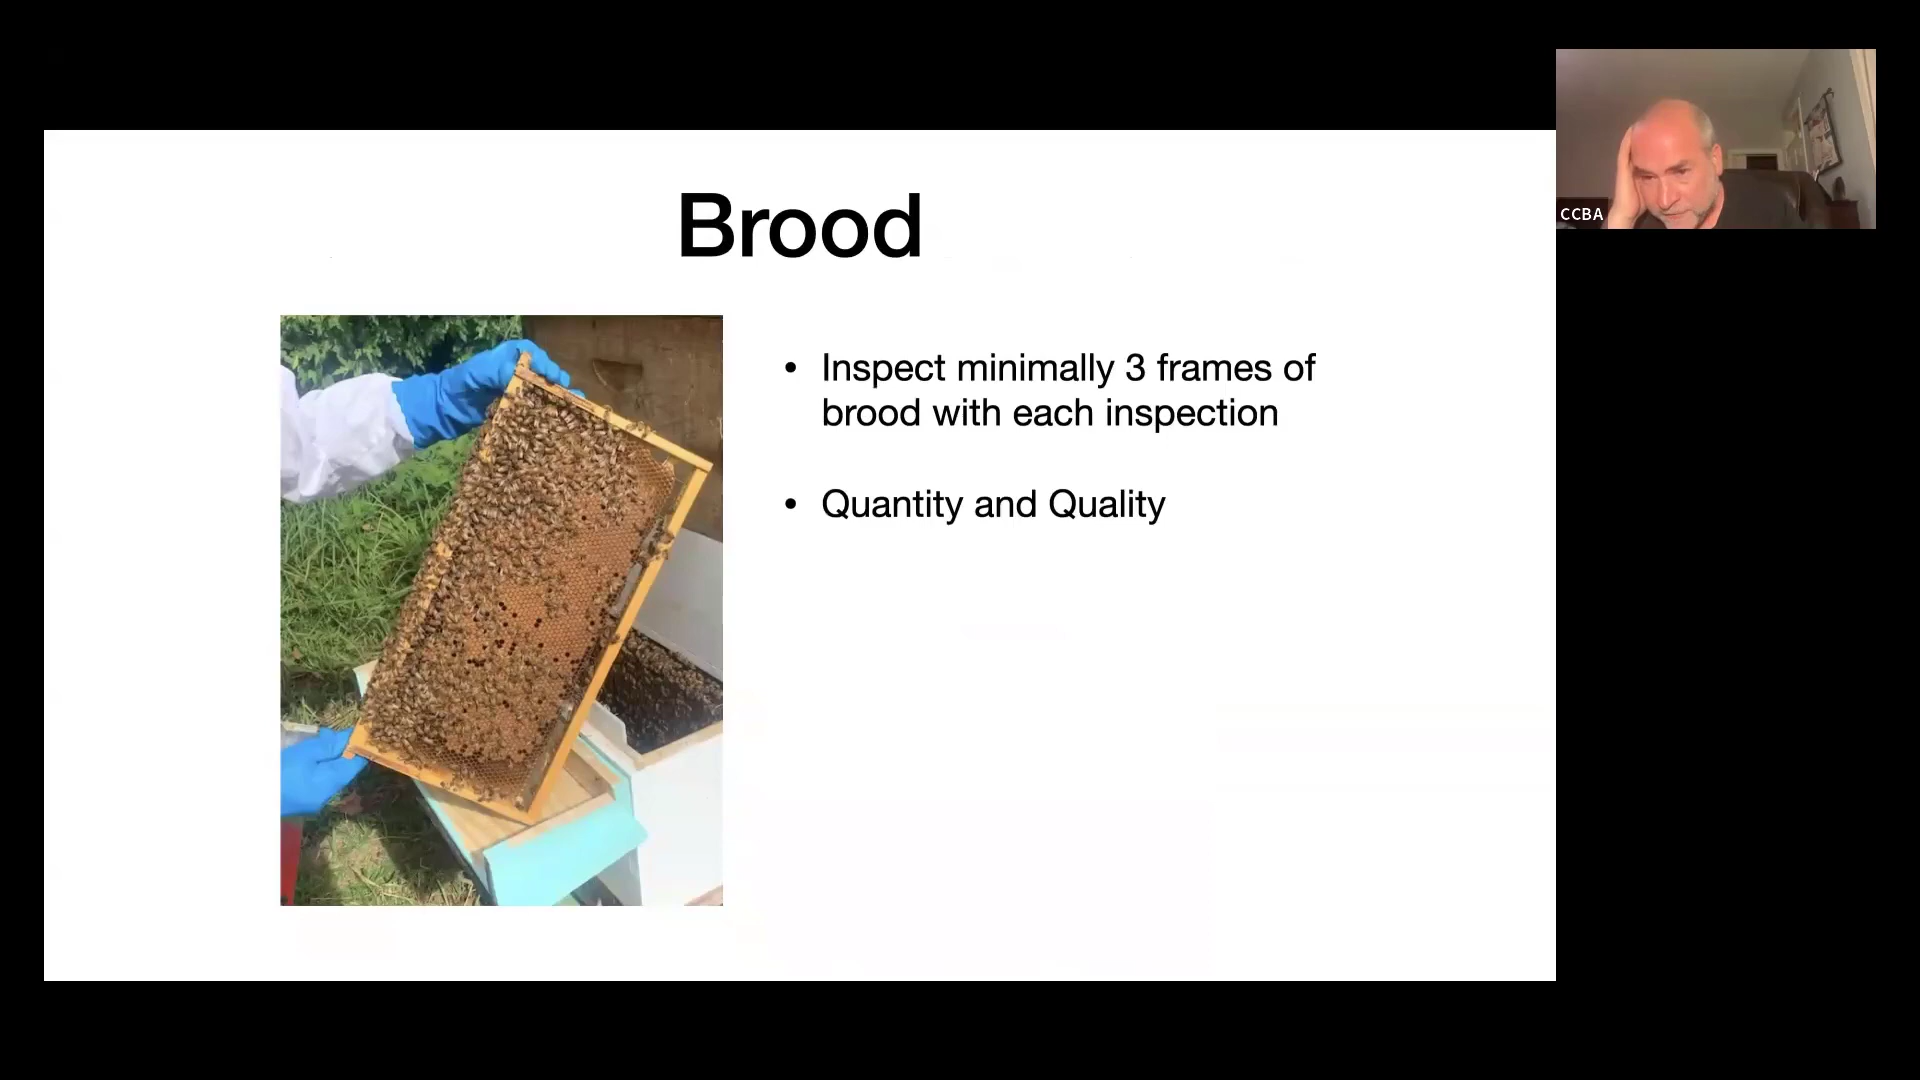 Brood
• Inspect minimally 3 frames of
brood with each inspection
• Quantity and Quality
CCBA